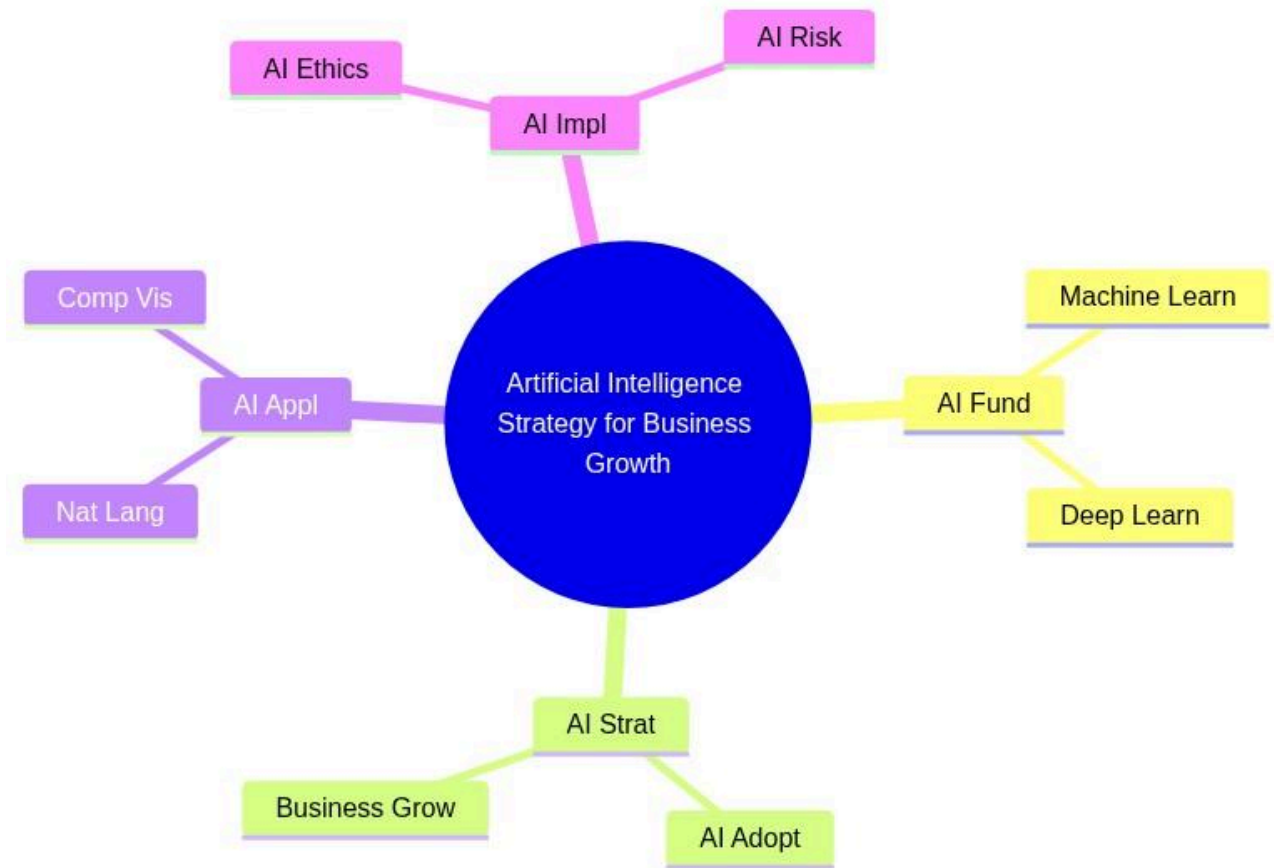 AI Risk
AI Ethics
AI Impl
Comp Vis
Machine Learn
Artificial Intelligence
Strategy for Business
Growth
AI Appl
AI Fund
Nat Lang
Deep Learn
AI Strat
Business Grow
AI Adopt